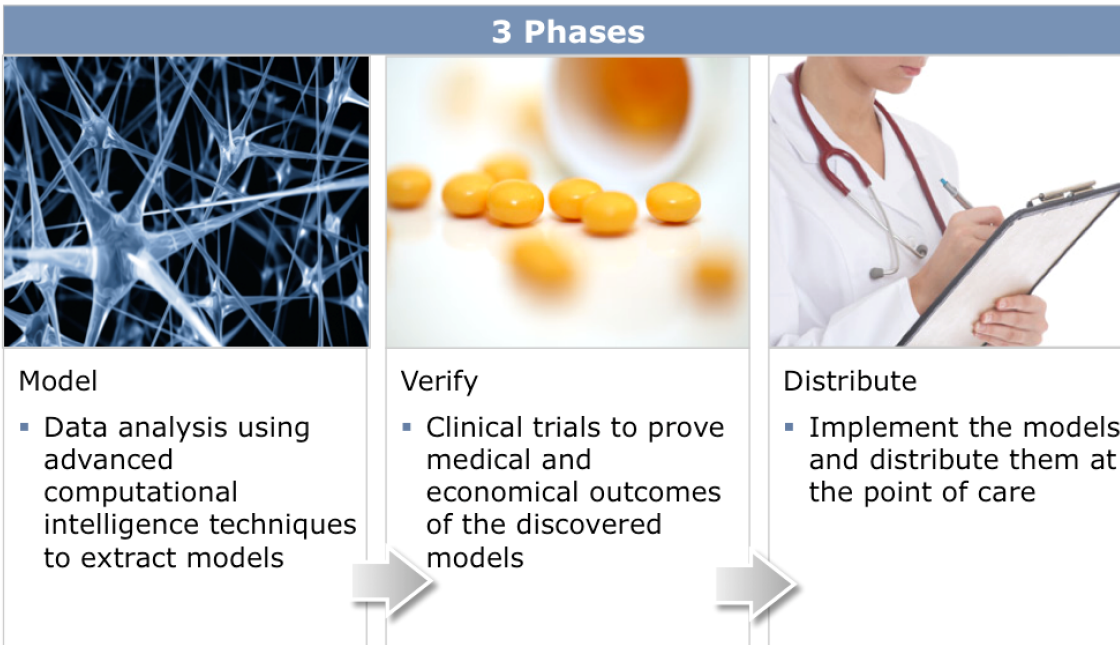 3 Phases
Model
▪ Data analysis using
advanced
computational
intelligence techniques
to extract models
Verify
▪ Clinical trials to prove
medical and
economical outcomes
of the discovered
models
Distribute
▪ Implement the models
and distribute them at
the point of care